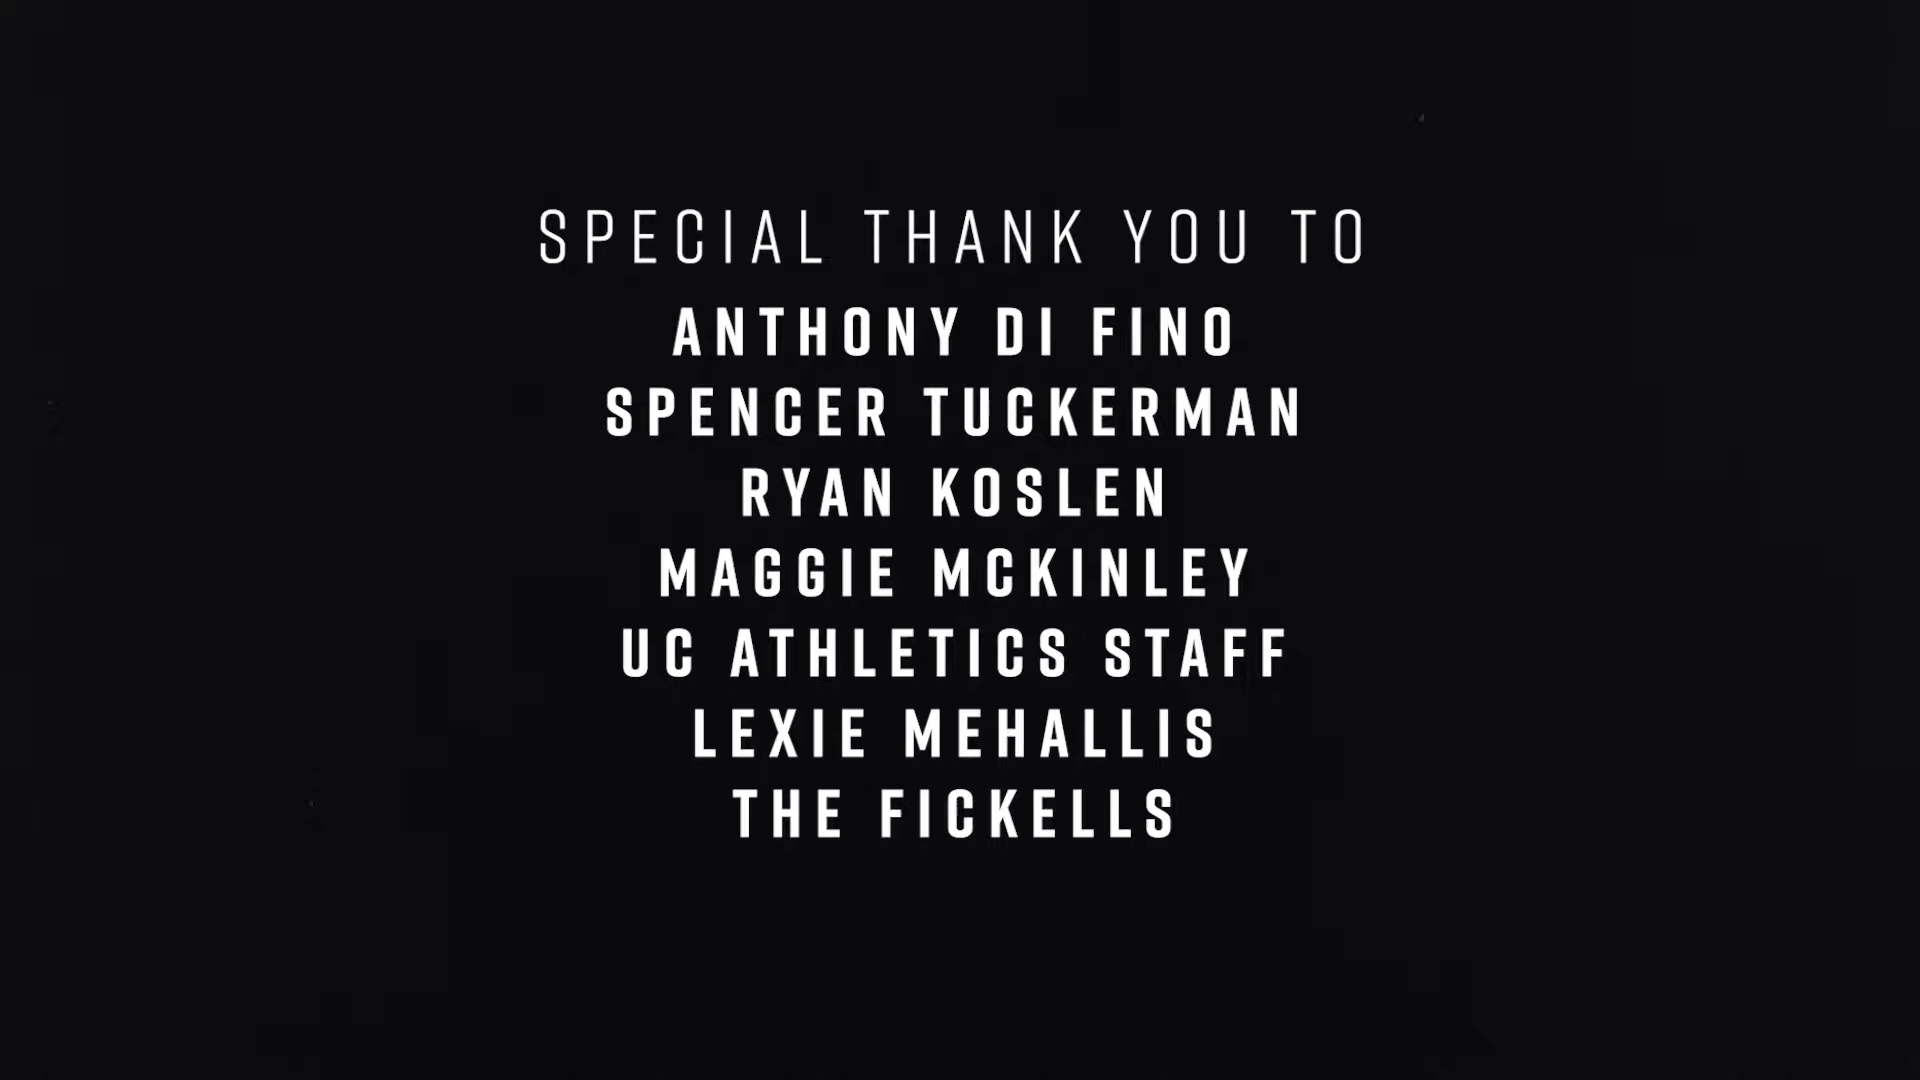 SPECIAL THANK YOU TO
ANTHONY DI FINO
SPENCER TUCKERMAN
RYAN KOSLEN
MAGGIE MCKINLEY
UC ATHLETICS STAFF
LEXIE MEHALLIS
THE FICKELLS